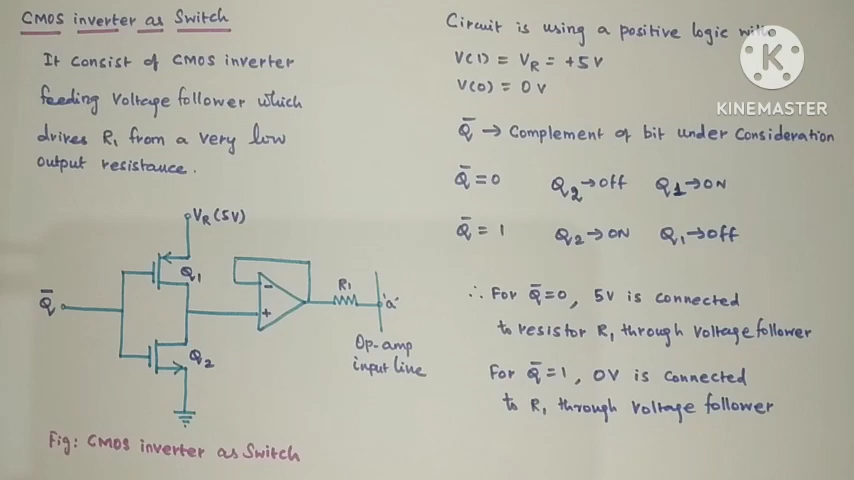 CMOS inverter as Switch
It consist of CMOS inverter
feeding voltage follower which
drives R₁ from a very low
output resistance.
VR (5V)
Q1
Q̄
Q2
-
+
R1
'a'
Op-amp
input line
Fig: CMOS inverter as Switch
Circuit is using a positive logic with
V(1) = VR = +5V
V(0) = 0V
Q̄ → Complement of bit under Consideration
Q̄ = 0 Q2 → Off Q1 → ON
Q̄ = 1 Q2 → ON Q1 → Off
∴ For Q̄=0, 5V is connected
to resistor R1 through voltage follower
For Q̄=1, 0V is connected
to R1 through voltage follower
KINEMASTER